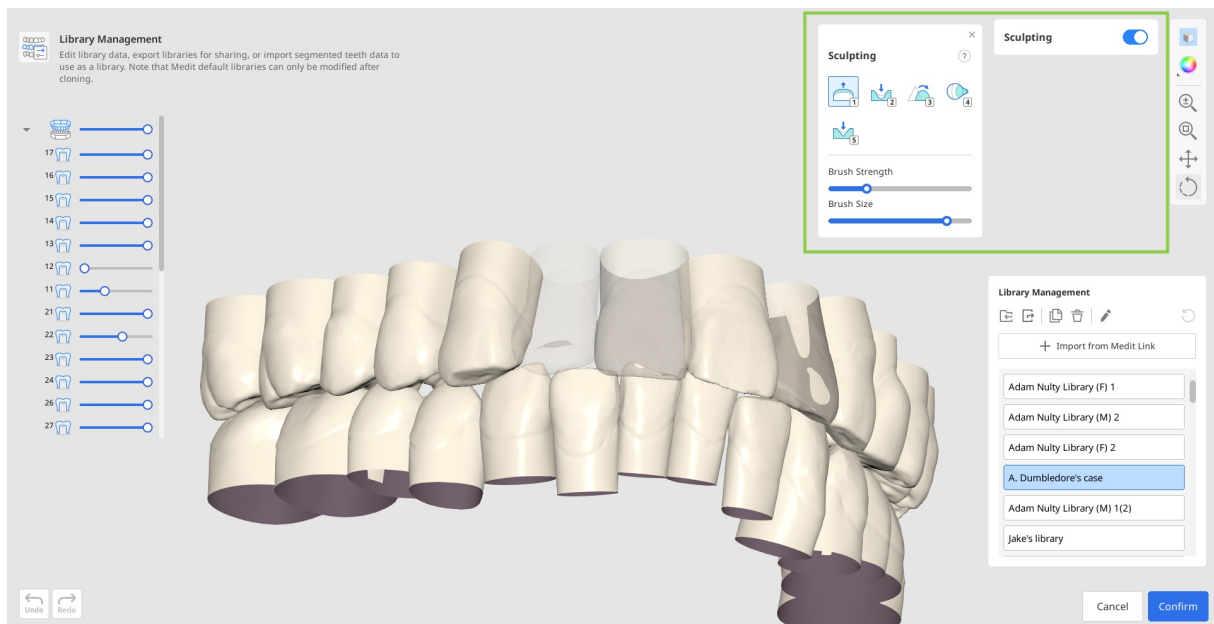 Library Management
Edit library data, export libraries for sharing, or import segmented teeth data to
use as a library. Note that Medit default libraries can only be modified after
cloning.
17
16
15
14
13
12
11
21
22
23
24
26
27
Sculpting
?
1
2
3
4
5
Brush Strength
Brush Size
Sculpting
Library Management
+ Import from Medit Link
Adam Nulty Library (F) 1
Adam Nulty Library (M) 2
Adam Nulty Library (F) 2
A. Dumbledore's case
Adam Nulty Library (M) 1(2)
Jake's library
Undo
Redo
Cancel
Confirm